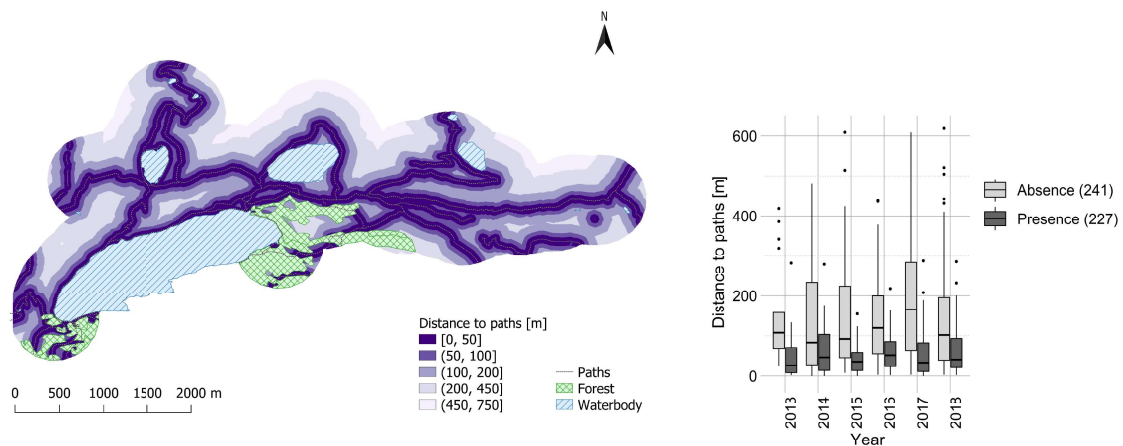 N
Distance to paths [m]
[0, 50]
(50, 100]
(100, 200]
(200, 450]
(450, 750]
Paths
Forest
Waterbody
0 500 1000 1500 2000 m
Distance to paths [m]
600
400
200
0
2013
2014
2015
2016
2017
2018
Year
Absence (241)
Presence (227)